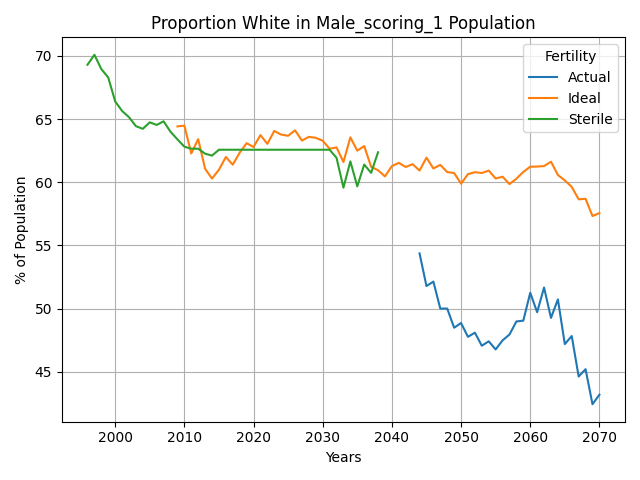 Proportion White in Male_scoring_1 Population
Fertility
Actual
Ideal
Sterile
% of Population
70
65
60
55
50
45
2000
2010
2020
2030
2040
2050
2060
2070
Years